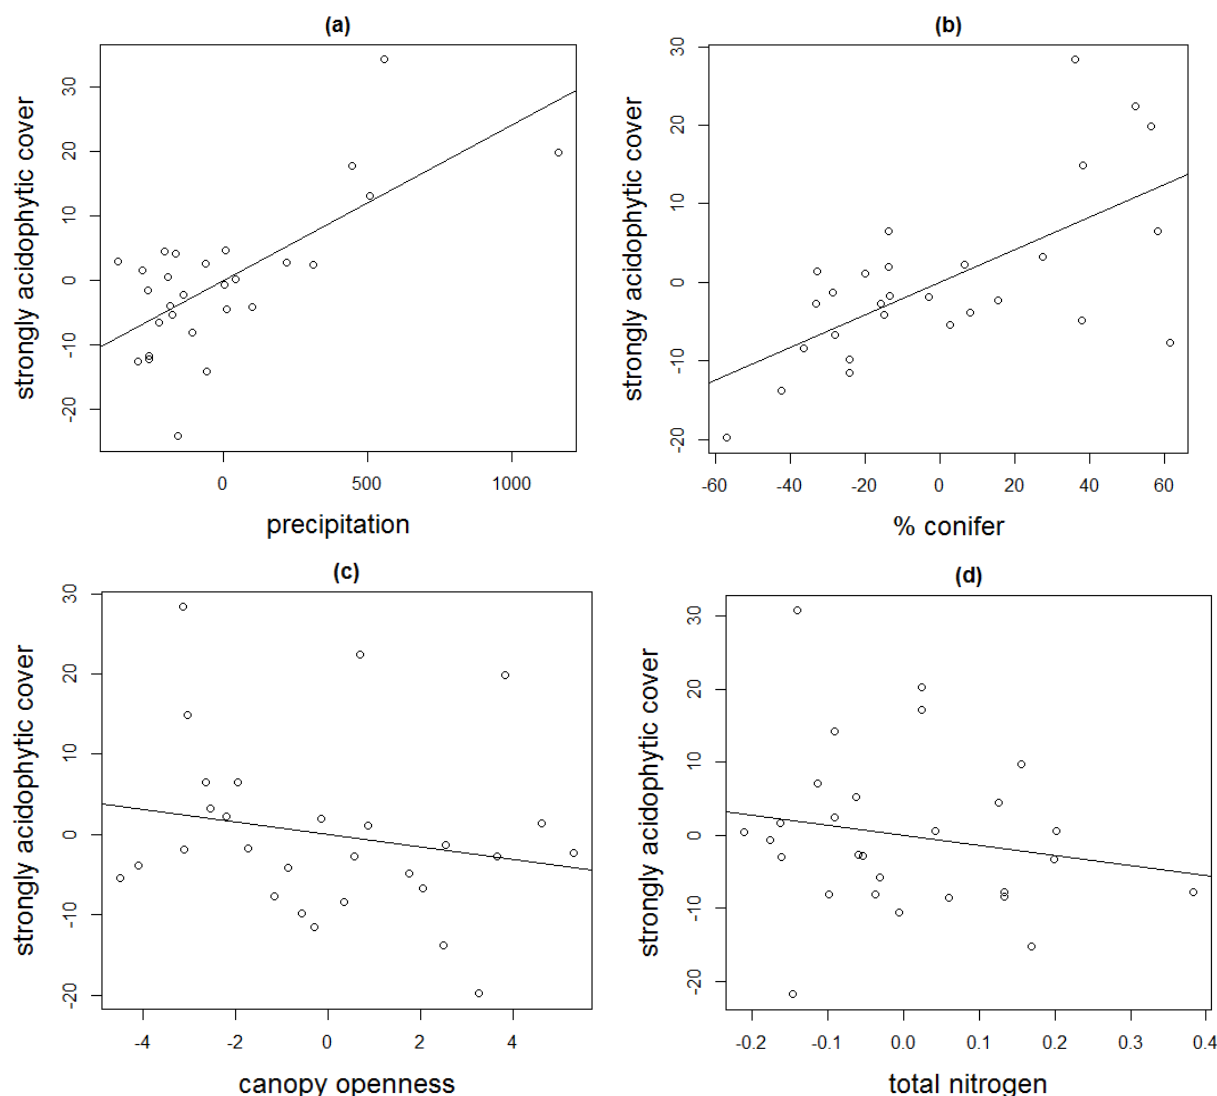 (a)
strongly acidophytic cover
30
20
10
0
-10
-20
0 500 1000
precipitation
(b)
strongly acidophytic cover
30
20
10
0
-10
-20
-60 -40 -20 0 20 40 60
% conifer
(c)
strongly acidophytic cover
30
20
10
0
-10
-20
-4 -2 0 2 4
canopy openness
(d)
strongly acidophytic cover
30
20
10
0
-10
-20
-0.2 -0.1 0.0 0.1 0.2 0.3 0.4
total nitrogen